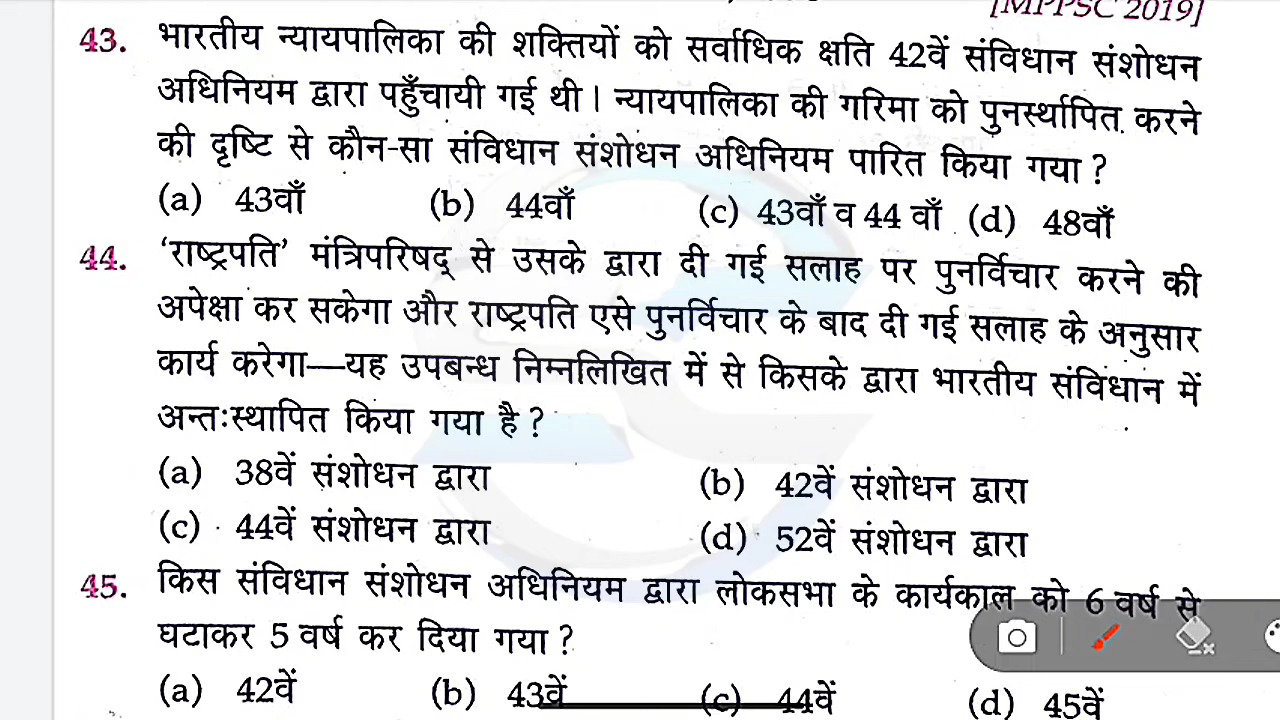 [MPPSC 2019]
43. भारतीय न्यायपालिका की शक्तियों को सर्वाधिक क्षति 42वें संविधान संशोधन
अधिनियम द्वारा पहुँचायी गई थी। न्यायपालिका की गरिमा को पुनर्स्थापित करने
की दृष्टि से कौन-सा संविधान संशोधन अधिनियम पारित किया गया?
(a) 43वाँ (b) 44वाँ (c) 43वाँ व 44 वाँ (d) 48वाँ
44. ‘राष्ट्रपति’ मंत्रिपरिषद् से उसके द्वारा दी गई सलाह पर पुनर्विचार करने की
अपेक्षा कर सकेगा और राष्ट्रपति एसे पुनर्विचार के बाद दी गई सलाह के अनुसार
कार्य करेगा—यह उपबन्ध निम्नलिखित में से किसके द्वारा भारतीय संविधान में
अन्तःस्थापित किया गया है?
(a) 38वें संशोधन द्वारा (b) 42वें संशोधन द्वारा
(c) 44वें संशोधन द्वारा (d) 52वें संशोधन द्वारा
45. किस संविधान संशोधन अधिनियम द्वारा लोकसभा के कार्यकाल को 6 वर्ष से
घटाकर 5 वर्ष कर दिया गया?
(a) 42वें (b) 43वें (c) 44वें (d) 45वें